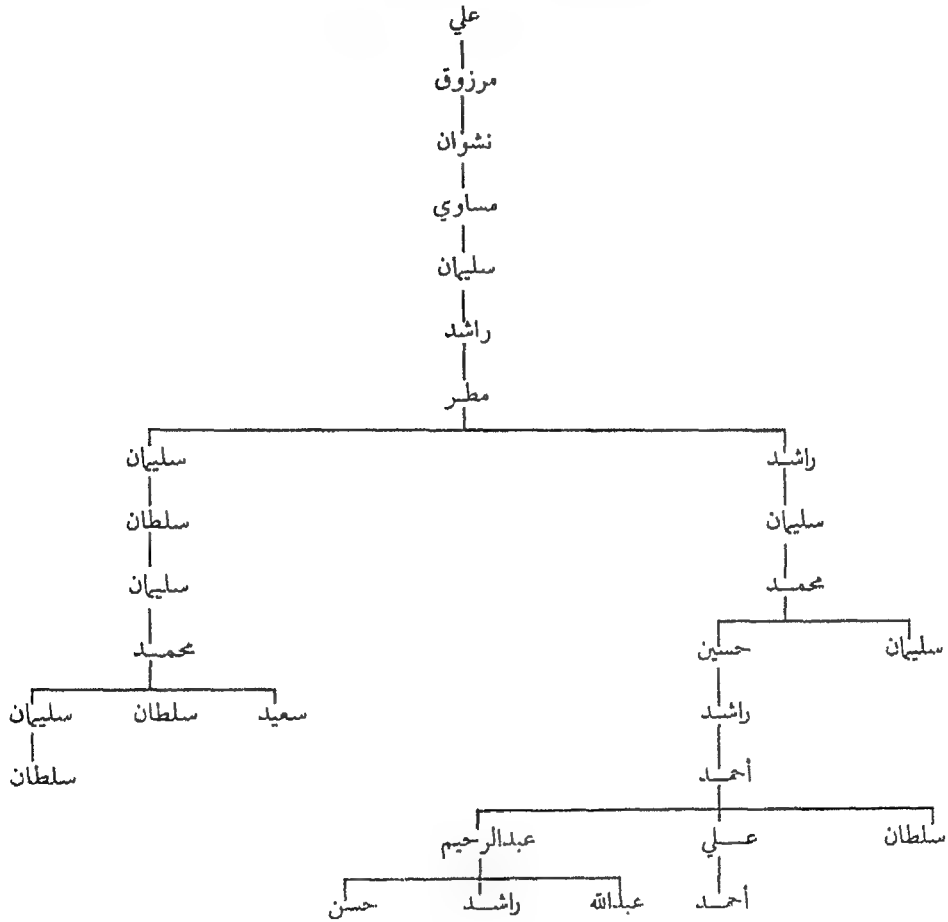 علي
مرزوق
نشوان
مساوي
سليمان
راشد
مطر
راشد سليمان
سليمان سلطان
محمد سليمان
سليمان حسين محمد
راشد سعيد سلطان سليمان
أحمد سلطان
سلطان علي عبدالرحيم
أحمد عبدالله راشد حسن